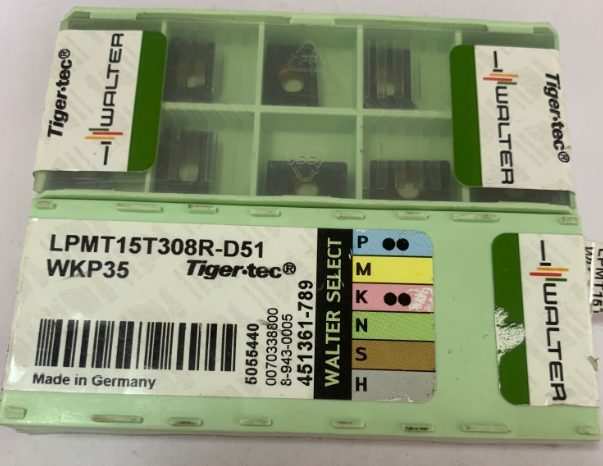 Tiger·tec®
WALTER
WALTER
Tiger·tec®
LPMT15T308R-D51
WKP35 Tiger·tec®
Made in Germany
5055440
0070338800
8-943-0005
451361-789
WALTER SELECT
P
M
K
N
S
H
WALTER